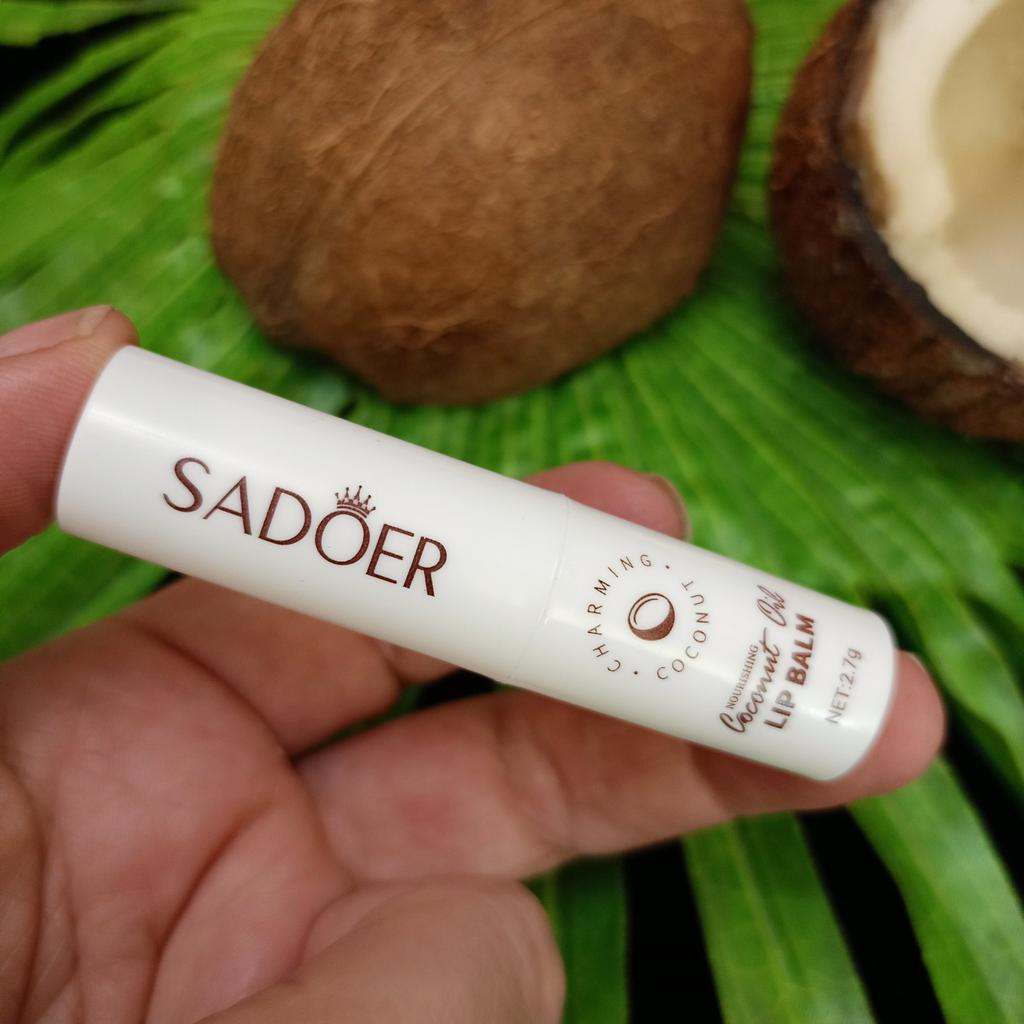 SADOER
CHARMING
COCONUT
NOURISHING
Coconut Oil
LIP BALM
NET:2.7g